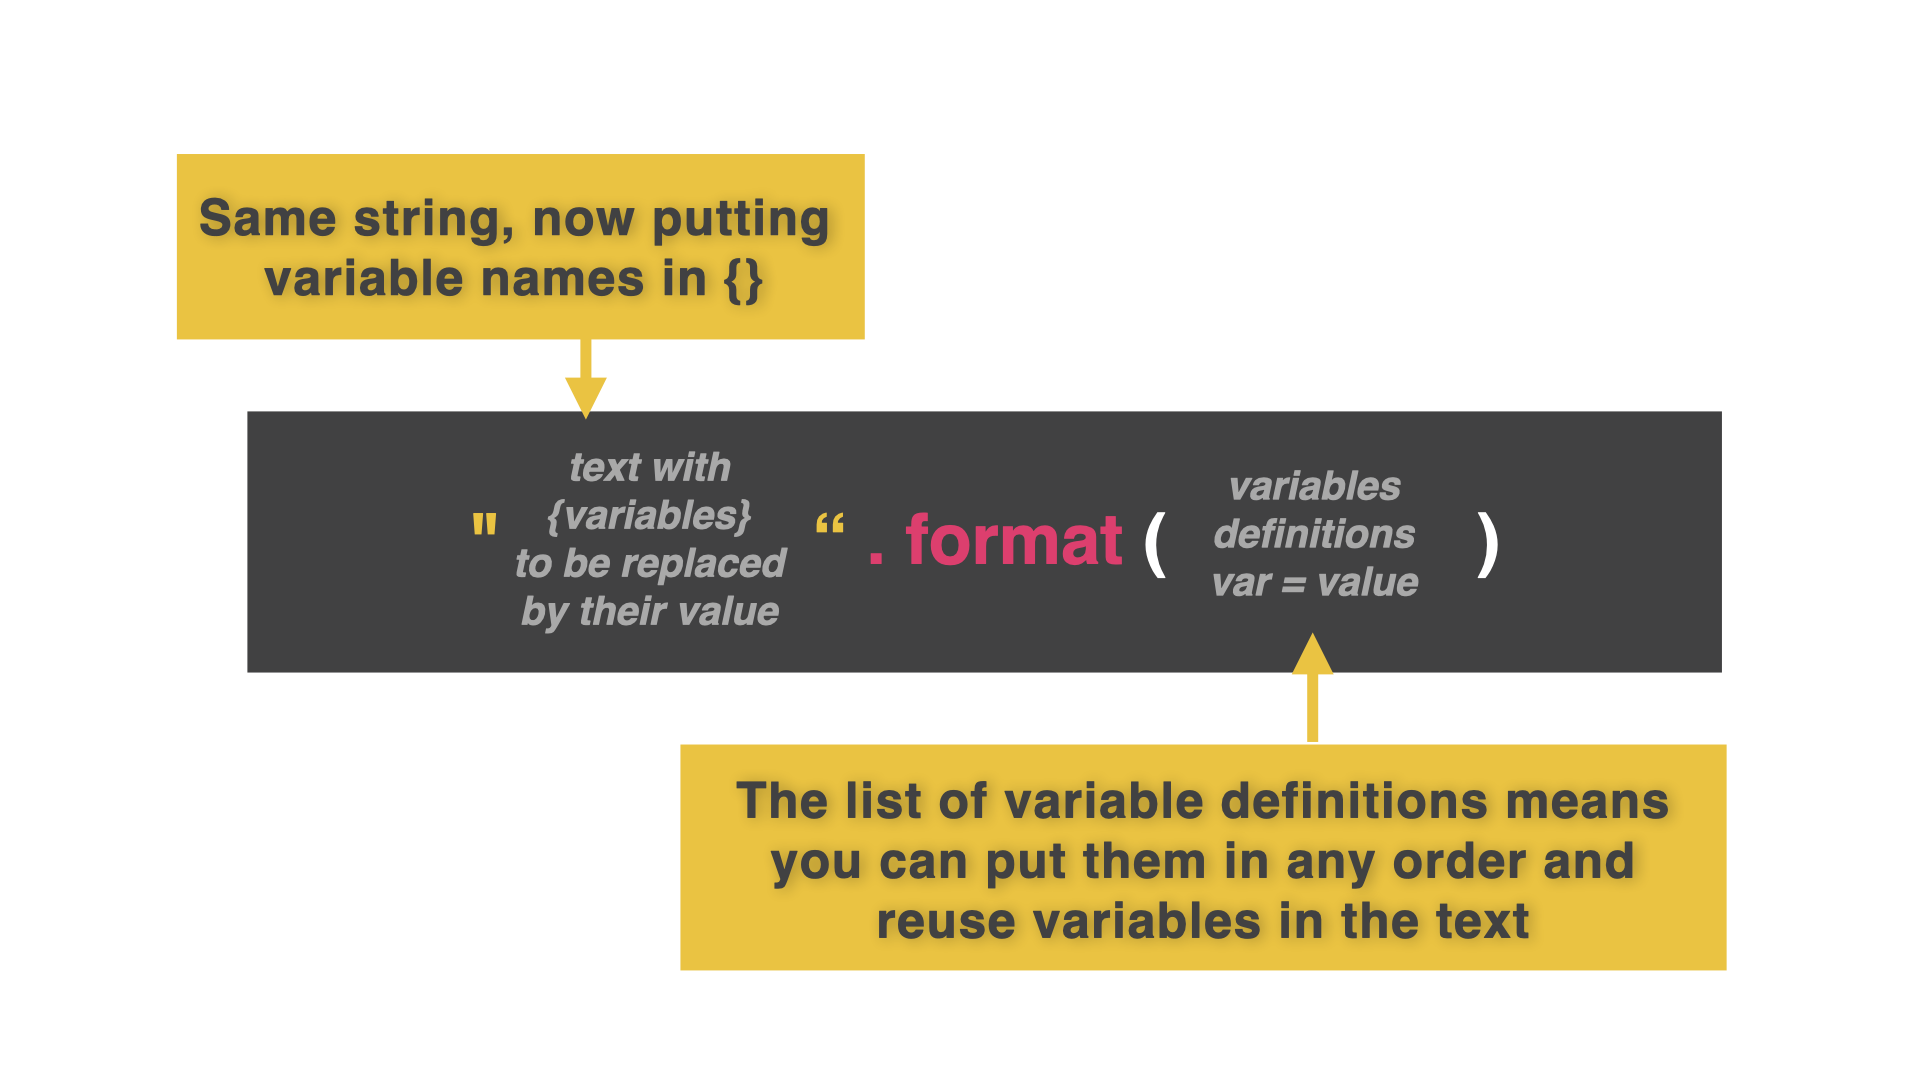 Same string, now putting
variable names in {}
text with
{variables}
to be replaced
by their value
" “ . format ( )
variables
definitions
var = value
The list of variable definitions means
you can put them in any order and
reuse variables in the text